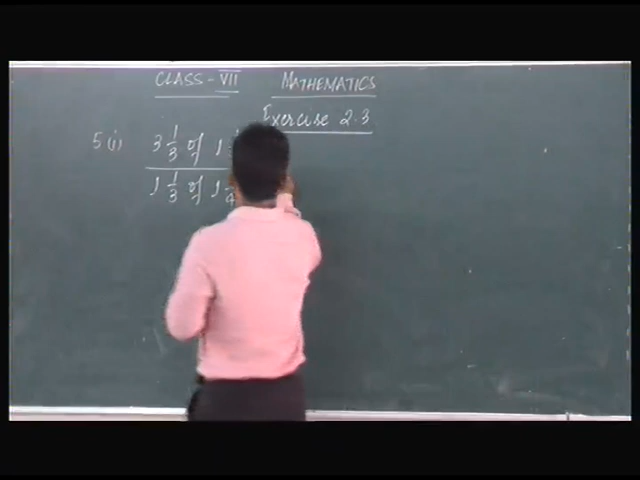 CLASS - VII MATHEMATICS
Exercise 2.3
5 (i) 3 1/3 of 1
1 1/3 of 1